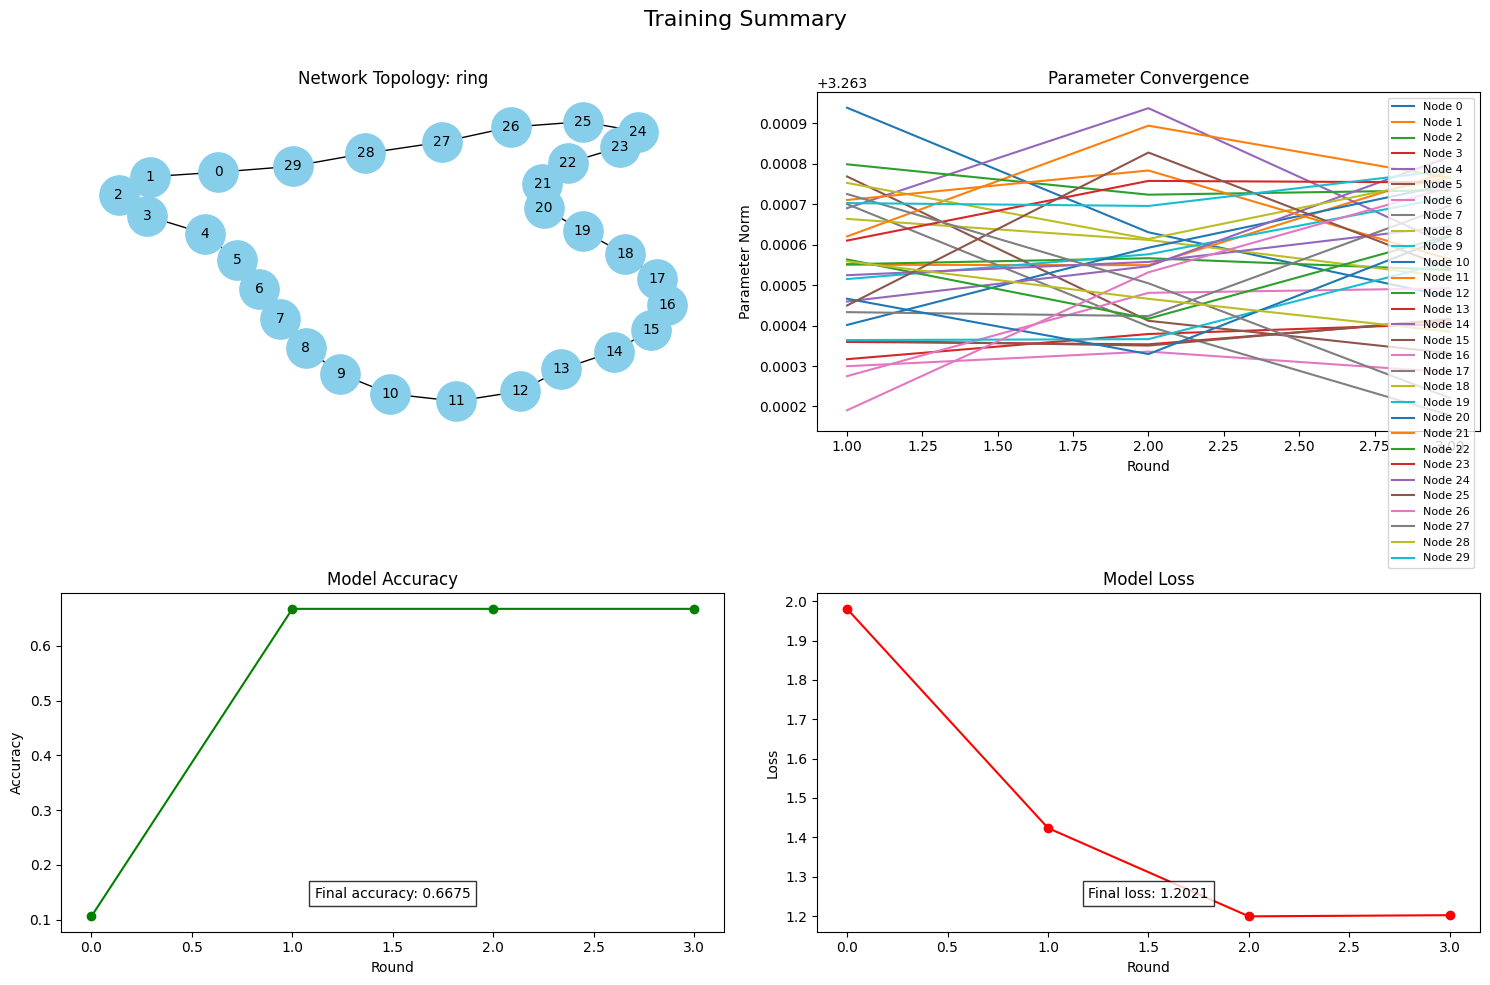 Training Summary
Network Topology: ring
25
24
26
27
23
28
22
29
0
1
21
2
20
3
19
4
18
5
17
6
16
7
15
8
14
13
9
12
10
11
Parameter Convergence
+3.263
0.0009
0.0008
0.0007
0.0006
0.0005
0.0004
0.0003
0.0002
Parameter Norm
1.00
1.25
1.50
1.75
2.00
2.25
2.50
2.75
3.00
Round
Node 0
Node 1
Node 2
Node 3
Node 4
Node 5
Node 6
Node 7
Node 8
Node 9
Node 10
Node 11
Node 12
Node 13
Node 14
Node 15
Node 16
Node 17
Node 18
Node 19
Node 20
Node 21
Node 22
Node 23
Node 24
Node 25
Node 26
Node 27
Node 28
Node 29
Model Accuracy
0.6
0.5
0.4
0.3
0.2
0.1
Accuracy
Final accuracy: 0.6675
0.0
0.5
1.0
1.5
2.0
2.5
3.0
Round
Model Loss
2.0
1.9
1.8
1.7
1.6
1.5
1.4
1.3
1.2
Loss
Final loss: 1.2021
0.0
0.5
1.0
1.5
2.0
2.5
3.0
Round